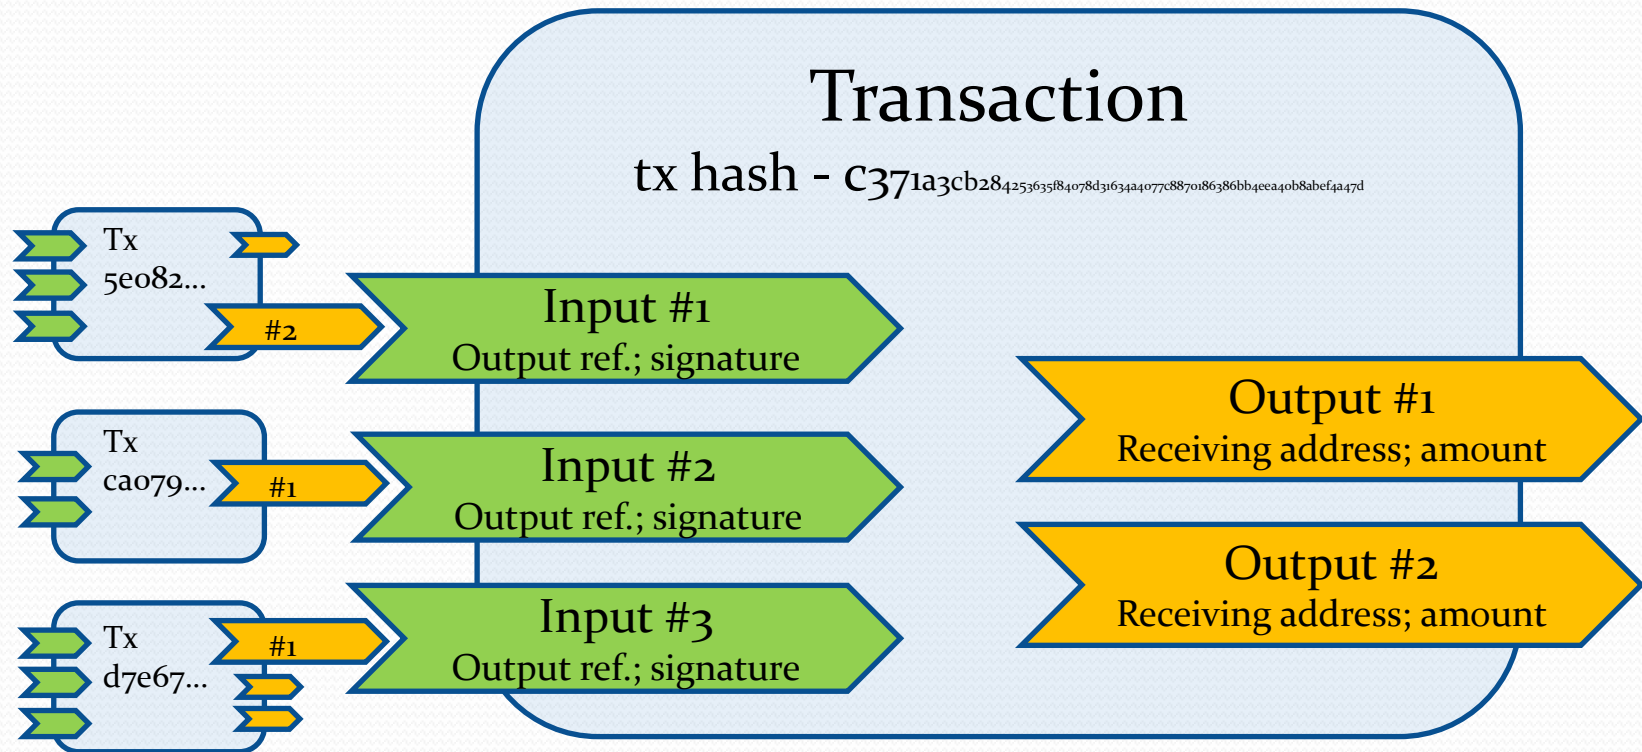 Transaction
tx hash - c371a3cb284253635f84078d31634a4077c8870186386bb4eea40b8abef4a47d
Tx
5e082...
#2
Input #1
Output ref.; signature
Output #1
Receiving address; amount
Tx
ca079...
#1
Input #2
Output ref.; signature
Output #2
Receiving address; amount
Tx
d7e67...
#1
Input #3
Output ref.; signature